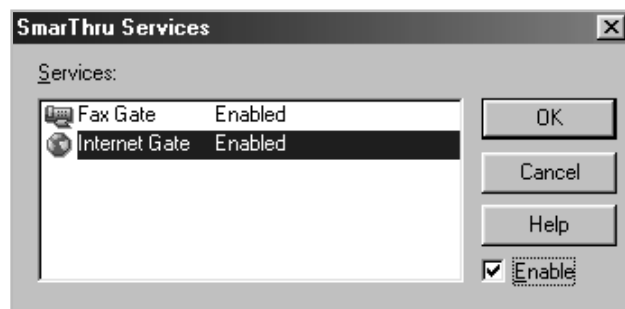 SmarThru Services
Services:
Fax Gate Enabled
Internet Gate Enabled
OK
Cancel
Help
Enable